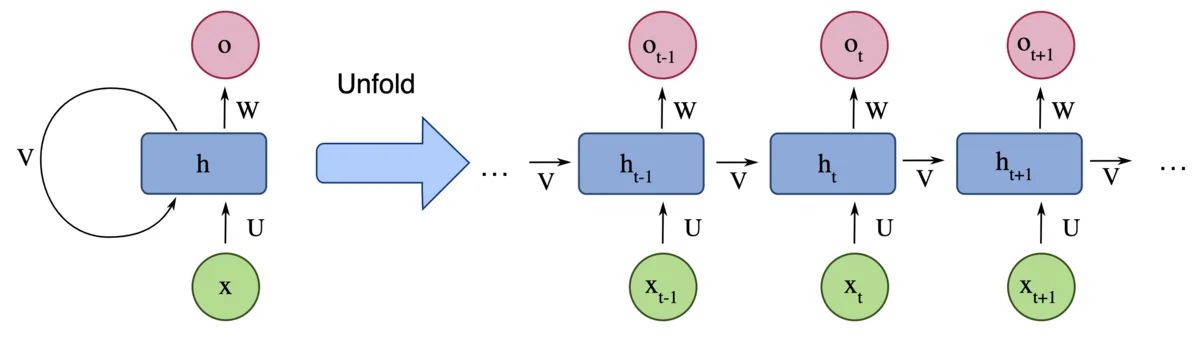 o
W
Unfold
V
h
U
x
o_{t-1} o_t o_{t+1}
W W W
… h_{t-1} h_t h_{t+1} …
V V V V
U U U
x_{t-1} x_t x_{t+1}